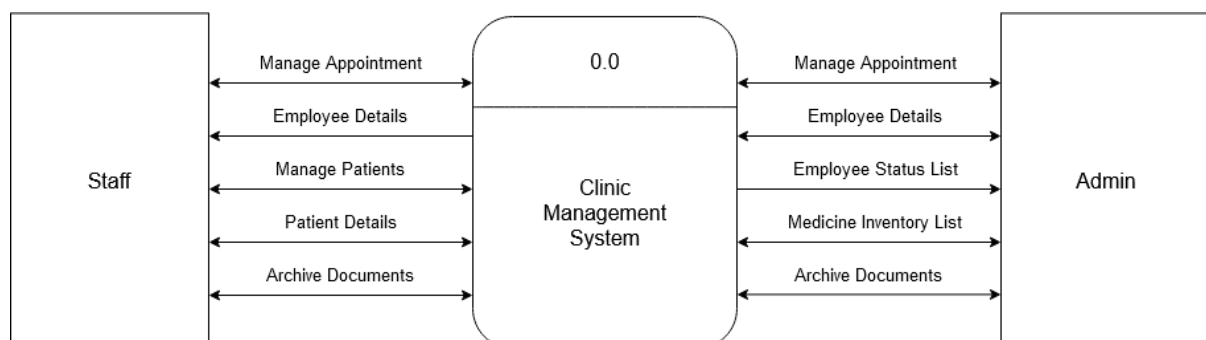 Staff
Manage Appointment
Employee Details
Manage Patients
Patient Details
Archive Documents
0.0
Clinic
Management
System
Manage Appointment
Employee Details
Employee Status List
Medicine Inventory List
Archive Documents
Admin